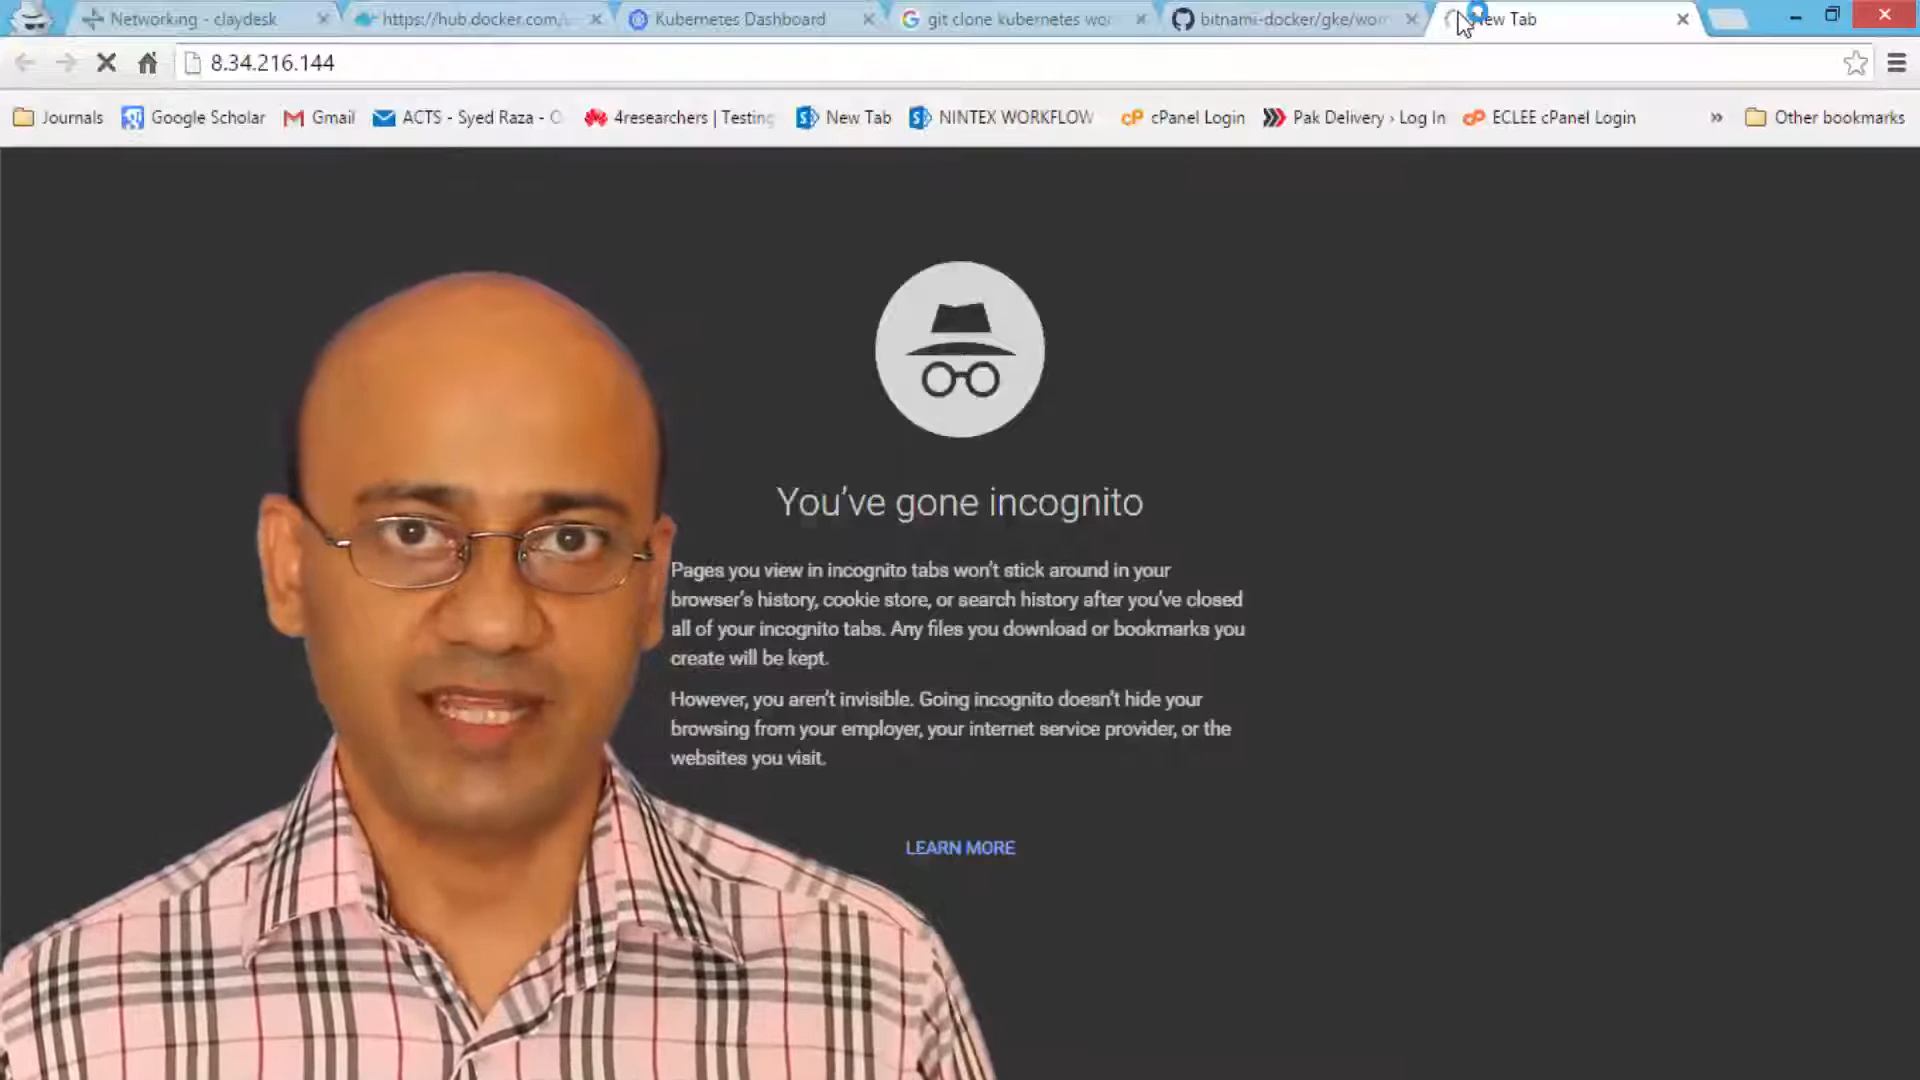 Networking - claydesk
https://hub.docker.com/
Kubernetes Dashboard
git clone kubernetes wor
bitnami-docker/gke/wor
New Tab
8.34.216.144
Journals
Google Scholar
Gmail
ACTS - Syed Raza - C
4researchers | Testing
New Tab
NINTEX WORKFLOW
cPanel Login
Pak Delivery › Log In
ECLEE cPanel Login
»
Other bookmarks
You've gone incognito
Pages you view in incognito tabs won't stick around in your
browser's history, cookie store, or search history after you've closed
all of your incognito tabs. Any files you download or bookmarks you
create will be kept.
However, you aren't invisible. Going incognito doesn't hide your
browsing from your employer, your internet service provider, or the
websites you visit.
LEARN MORE